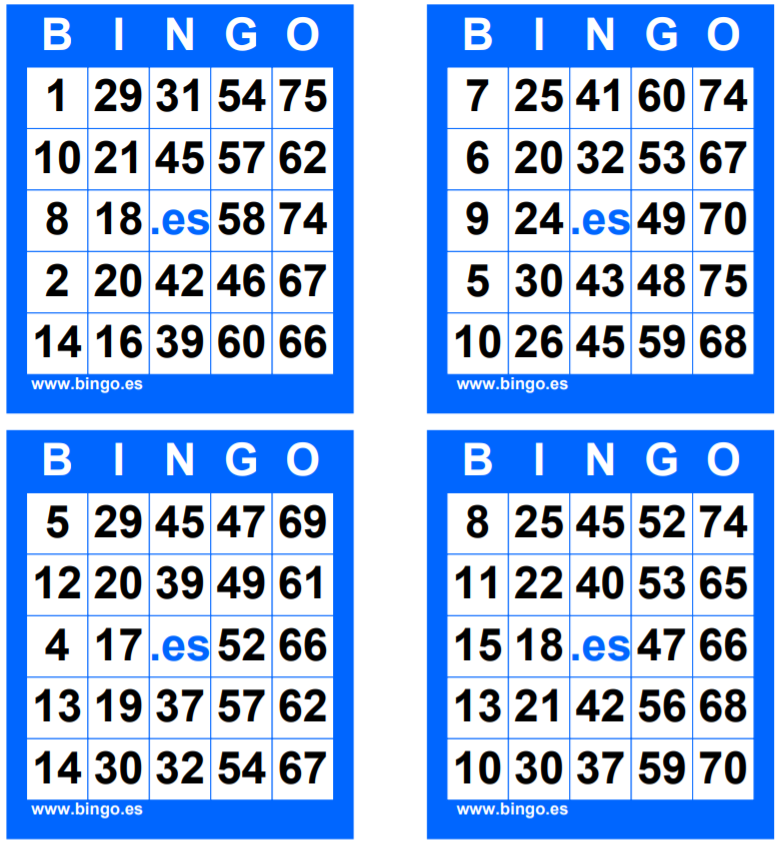 B I N G O
1 29 31 54 75
10 21 45 57 62
8 18 .es 58 74
2 20 42 46 67
14 16 39 60 66
www.bingo.es
B I N G O
7 25 41 60 74
6 20 32 53 67
9 24 .es 49 70
5 30 43 48 75
10 26 45 59 68
www.bingo.es
B I N G O
5 29 45 47 69
12 20 39 49 61
4 17 .es 52 66
13 19 37 57 62
14 30 32 54 67
www.bingo.es
B I N G O
8 25 45 52 74
11 22 40 53 65
15 18 .es 47 66
13 21 42 56 68
10 30 37 59 70
www.bingo.es